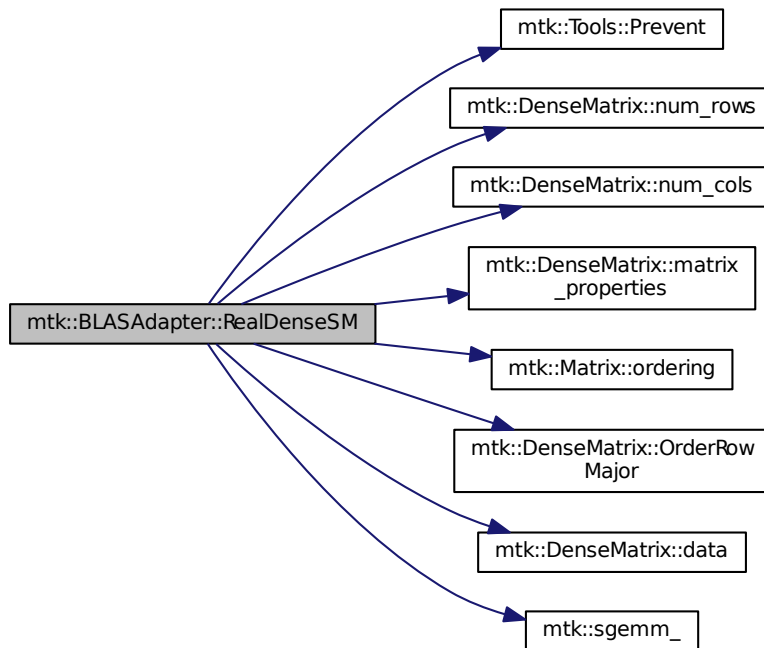 mtk::Tools::Prevent
mtk::DenseMatrix::num_rows
mtk::DenseMatrix::num_cols
mtk::DenseMatrix::matrix
_properties
mtk::BLASAdapter::RealDenseSM
mtk::Matrix::ordering
mtk::DenseMatrix::OrderRow
Major
mtk::DenseMatrix::data
mtk::sgemm_